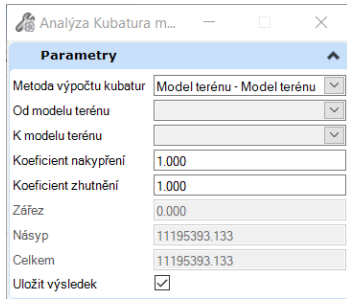 Analýza Kubatura m...
Parametry
Metoda výpočtu kubatur Model terénu - Model terénu
Od modelu terénu
K modelu terénu
Koeficient nakypření 1.000
Koeficient zhutnění 1.000
Zářez 0.000
Násyp 11195393.133
Celkem 11195393.133
Uložit výsledek